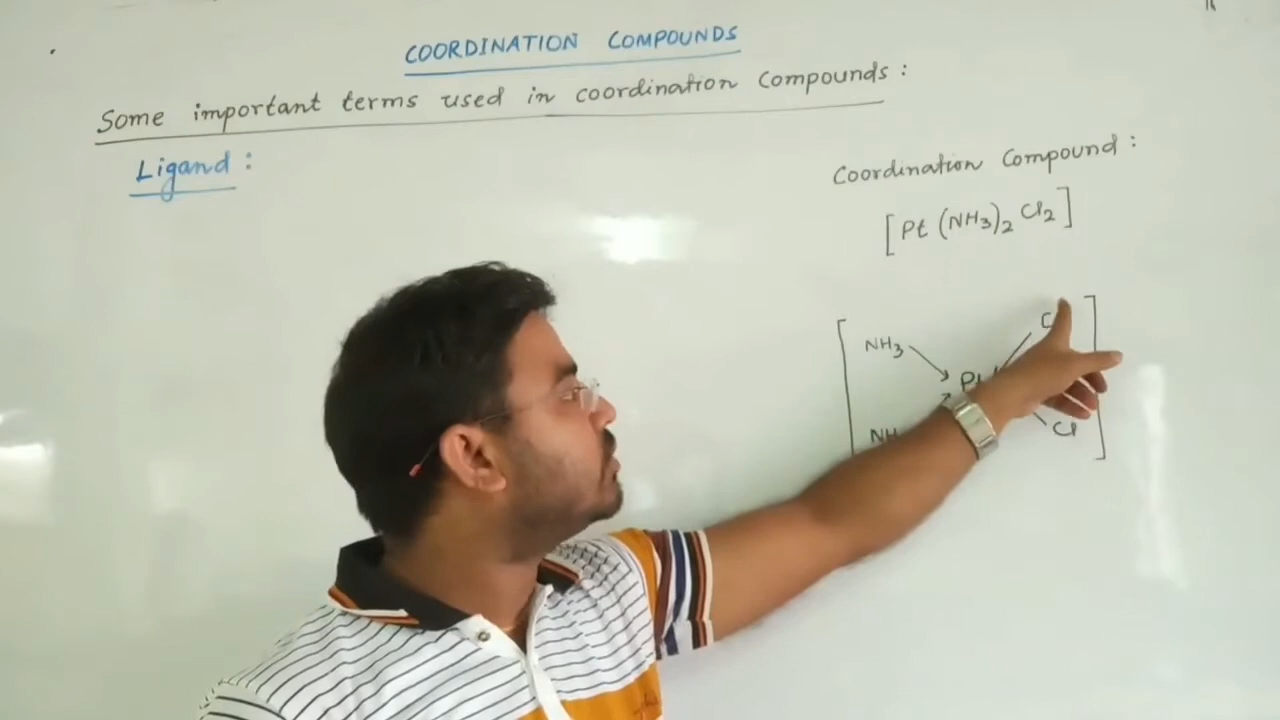 COORDINATION COMPOUNDS
Some important terms used in coordination Compounds :
Ligand :
Coordination Compound :
[Pt (NH3)2 Cl2]
NH3
Cl